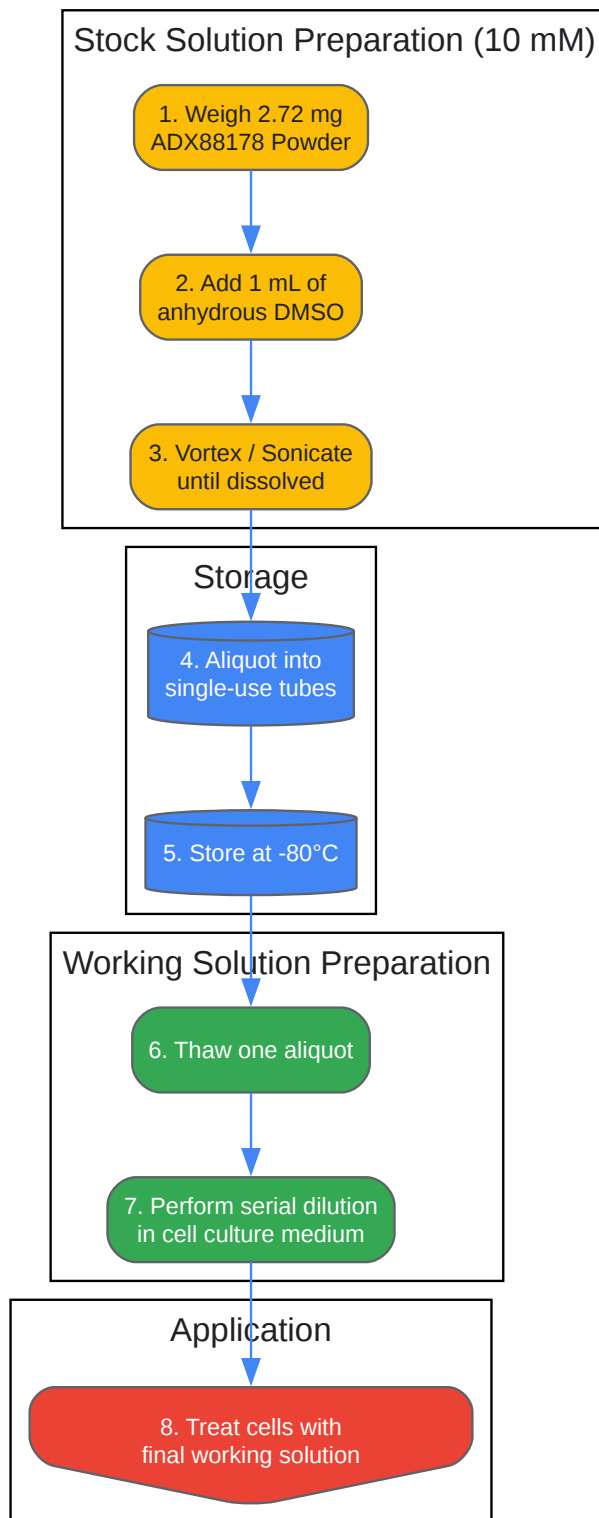 Stock Solution Preparation (10 mM)
1. Weigh 2.72 mg
ADX88178 Powder
2. Add 1 mL of
anhydrous DMSO
3. Vortex / Sonicate
until dissolved
Storage
4. Aliquot into
single-use tubes
5. Store at -80°C
Working Solution Preparation
6. Thaw one aliquot
7. Perform serial dilution
in cell culture medium
Application
8. Treat cells with
final working solution